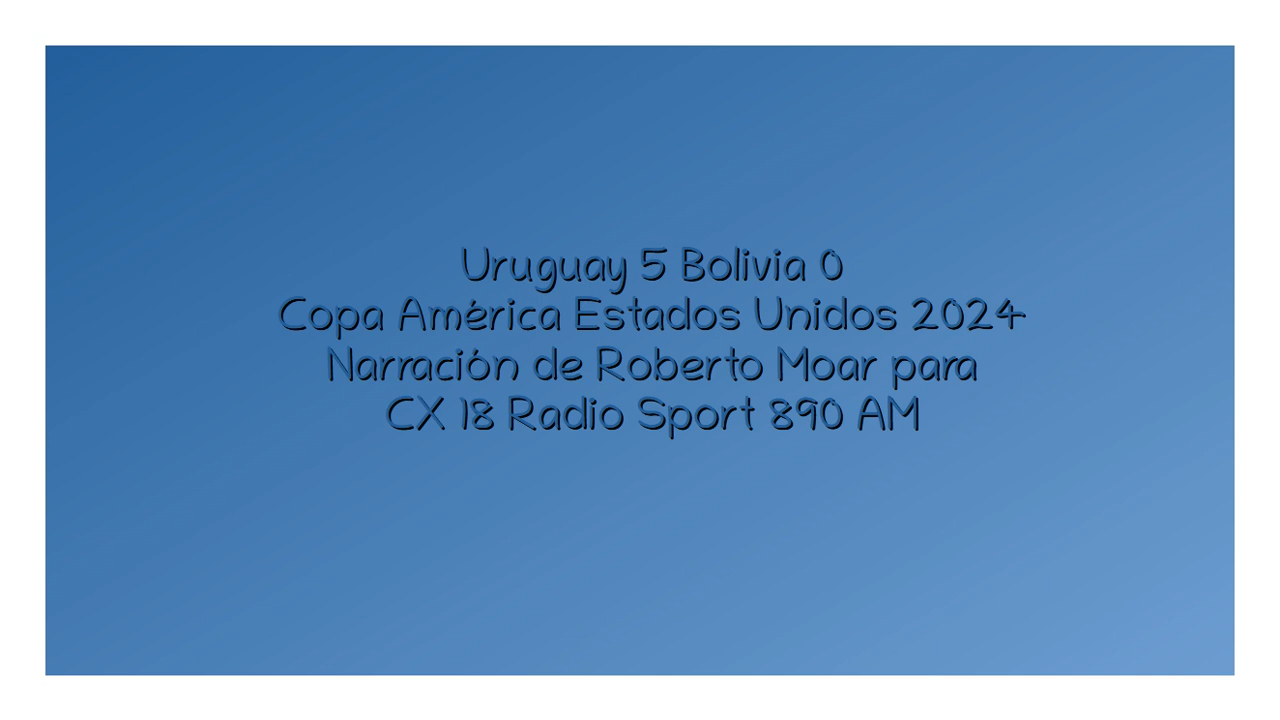 Uruguay 5 Bolivia 0
Copa América Estados Unidos 2024
Narración de Roberto Moar para
CX 18 Radio Sport 890 AM